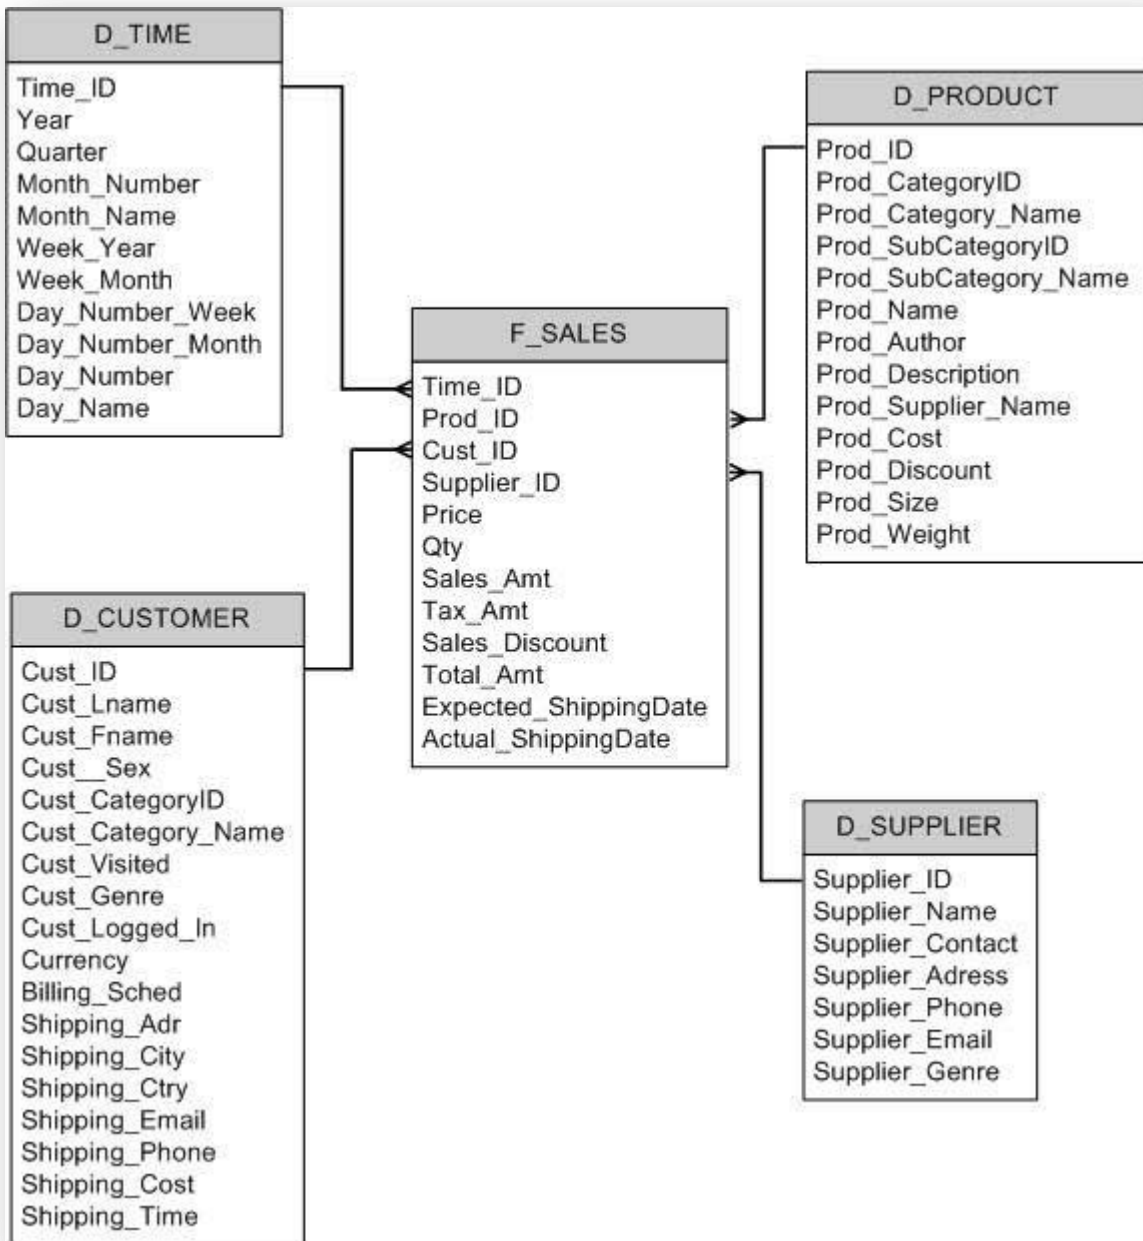 D_TIME
Time_ID
Year
Quarter
Month_Number
Month_Name
Week_Year
Week_Month
Day_Number_Week
Day_Number_Month
Day_Number
Day_Name
D_PRODUCT
Prod_ID
Prod_CategoryID
Prod_Category_Name
Prod_SubCategoryID
Prod_SubCategory_Name
Prod_Name
Prod_Author
Prod_Description
Prod_Supplier_Name
Prod_Cost
Prod_Discount
Prod_Size
Prod_Weight
F_SALES
Time_ID
Prod_ID
Cust_ID
Supplier_ID
Price
Qty
Sales_Amt
Tax_Amt
Sales_Discount
Total_Amt
Expected_ShippingDate
Actual_ShippingDate
D_CUSTOMER
Cust_ID
Cust_Lname
Cust_Fname
Cust__Sex
Cust_CategoryID
Cust_Category_Name
Cust_Visited
Cust_Genre
Cust_Logged_In
Currency
Billing_Sched
Shipping_Adr
Shipping_City
Shipping_Ctry
Shipping_Email
Shipping_Phone
Shipping_Cost
Shipping_Time
D_SUPPLIER
Supplier_ID
Supplier_Name
Supplier_Contact
Supplier_Adress
Supplier_Phone
Supplier_Email
Supplier_Genre